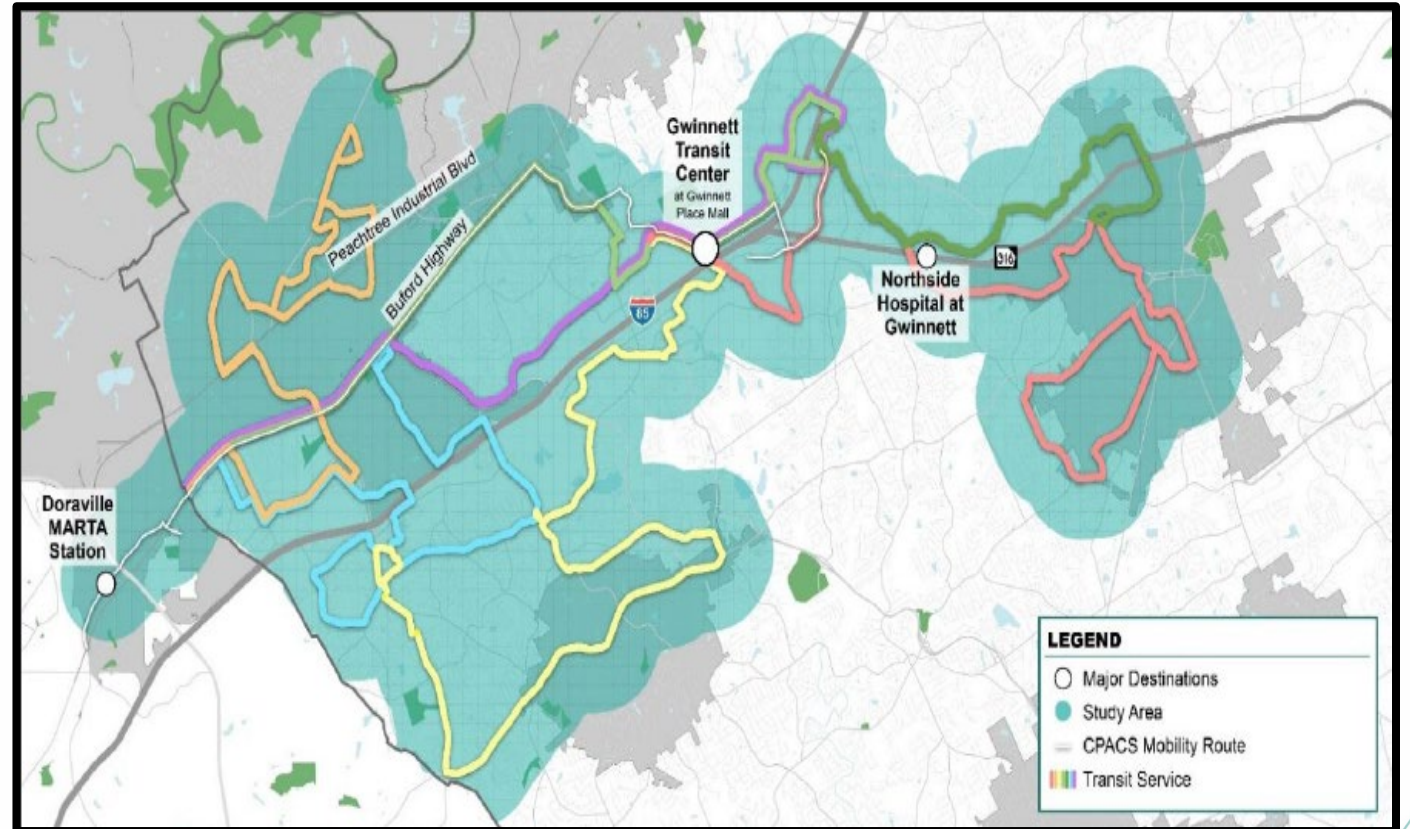 Gwinnett
Transit
Center
at Gwinnett
Place Mall
Peachtree Industrial Blvd
Buford Highway
85
316
Northside
Hospital at
Gwinnett
Doraville
MARTA
Station
LEGEND
Major Destinations
Study Area
CPACS Mobility Route
Transit Service